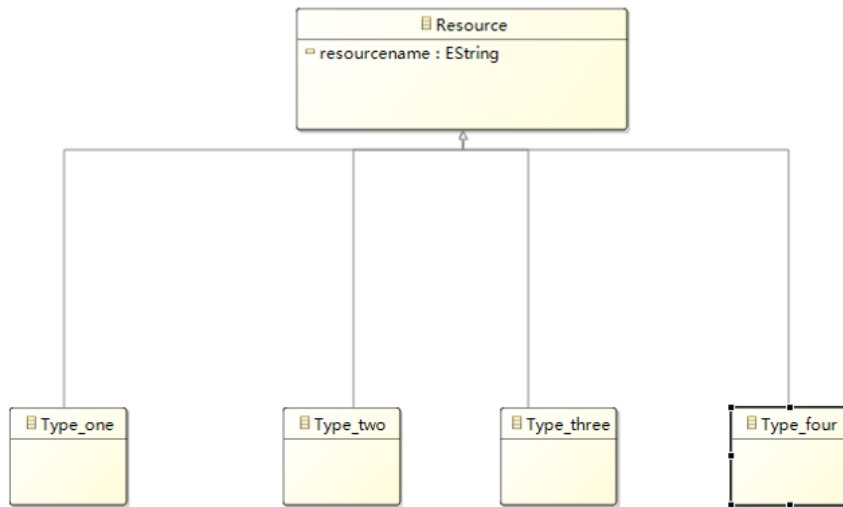 Resource
resourcename : EString
Type_one
Type_two
Type_three
Type_four